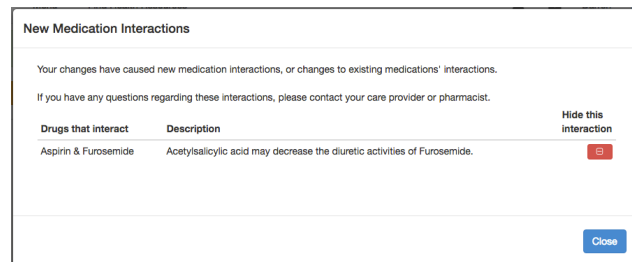 New Medication Interactions
Your changes have caused new medication interactions, or changes to existing medications' interactions.
If you have any questions regarding these interactions, please contact your care provider or pharmacist.
Drugs that interact Description Hide this interaction
Aspirin & Furosemide Acetylsalicylic acid may decrease the diuretic activities of Furosemide.
Close